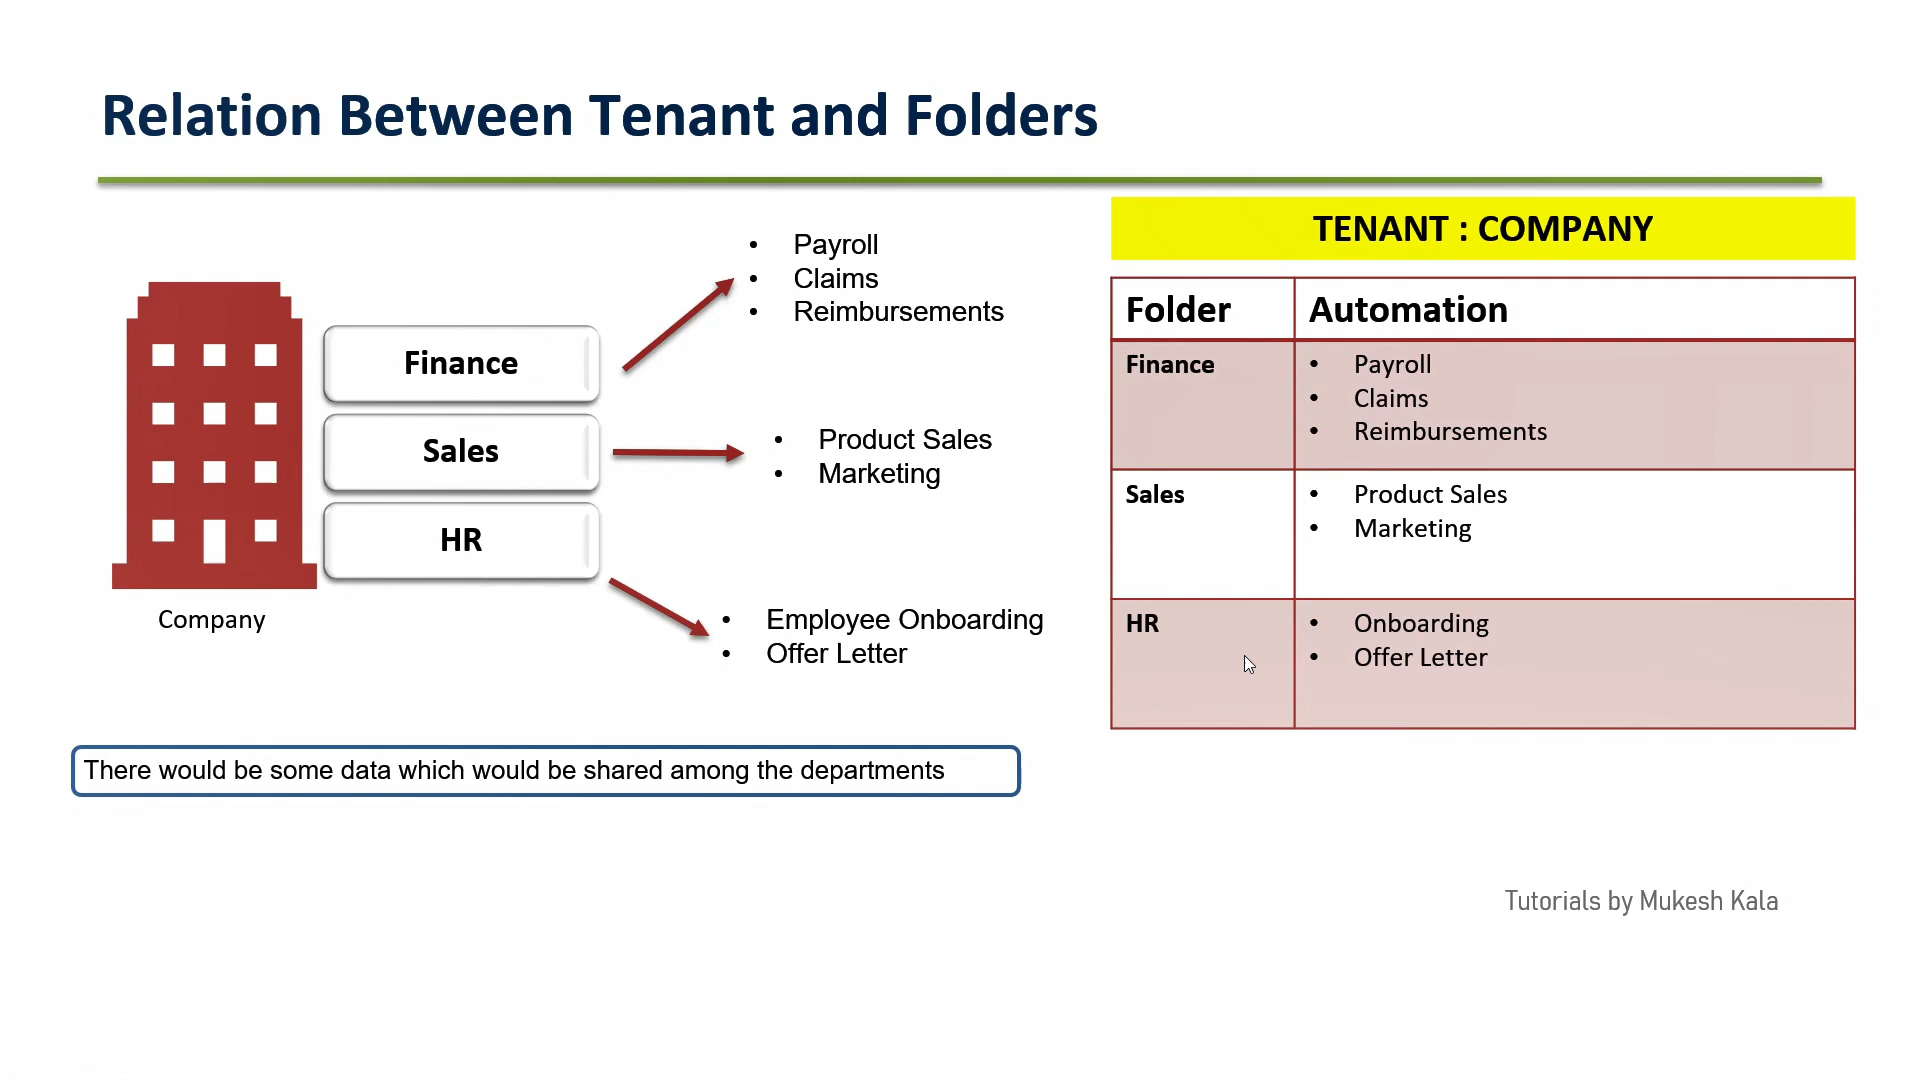 Relation Between Tenant and Folders
Finance
Sales
HR
Company
• Payroll
• Claims
• Reimbursements
• Product Sales
• Marketing
• Employee Onboarding
• Offer Letter
There would be some data which would be shared among the departments
TENANT : COMPANY
Folder Automation
Finance • Payroll
• Claims
• Reimbursements
Sales • Product Sales
• Marketing
HR • Onboarding
• Offer Letter
Tutorials by Mukesh Kala